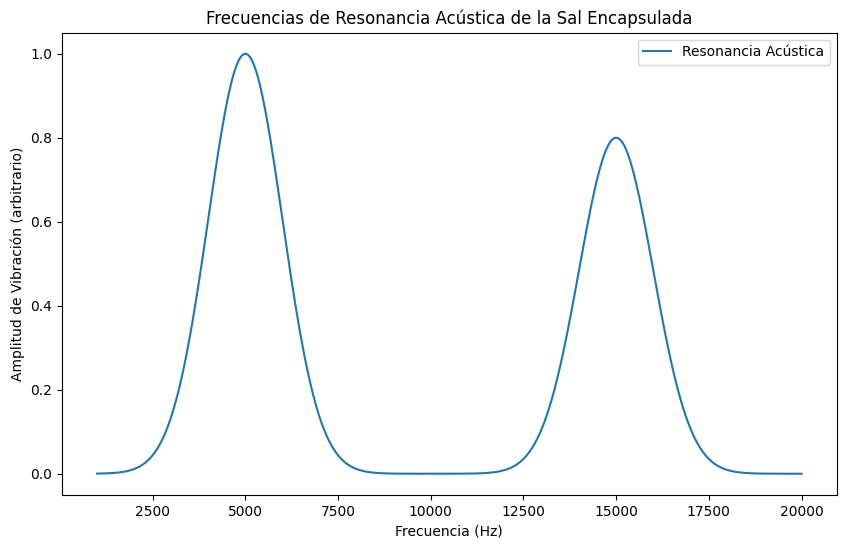 Frecuencias de Resonancia Acústica de la Sal Encapsulada
Resonancia Acústica
Amplitud de Vibración (arbitrario)
1.0
0.8
0.6
0.4
0.2
0.0
2500 5000 7500 10000 12500 15000 17500 20000
Frecuencia (Hz)